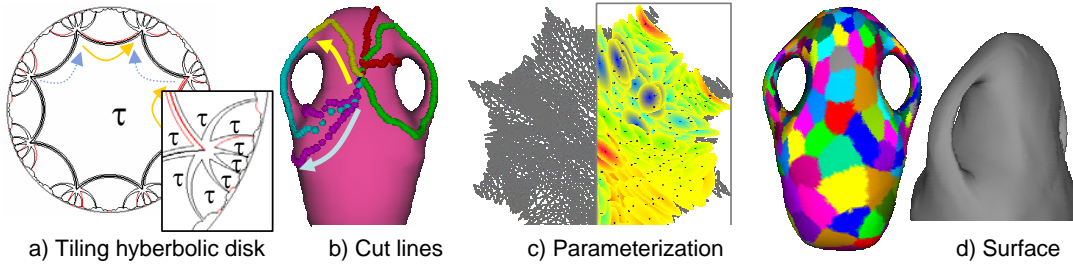 τ
τ
τ
τ
τ
τ
τ
τ
a) Tiling hyberbolic disk
b) Cut lines
c) Parameterization
d) Surface